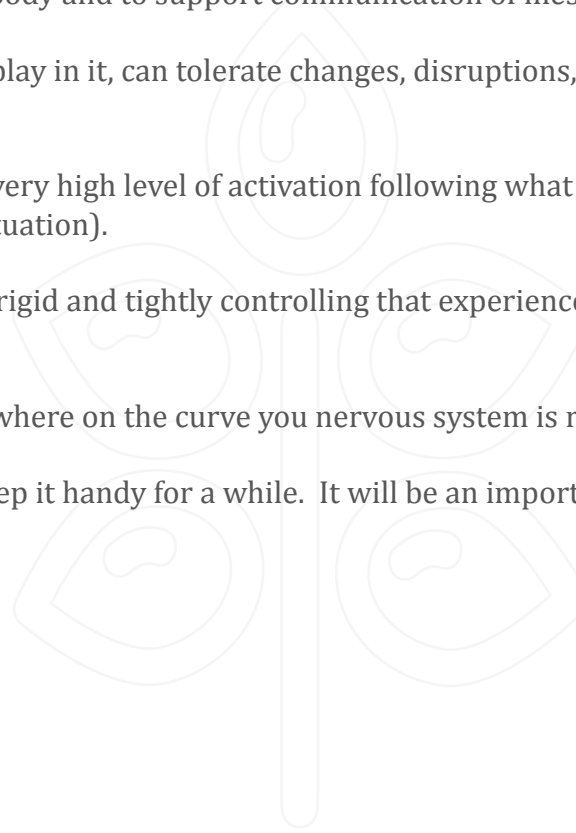 body and to support communication of mes
play in it, can tolerate changes, disruptions,
very high level of activation following what
tuation).
rigid and tightly controlling that experience
where on the curve you nervous system is n
ep it handy for a while. It will be an import